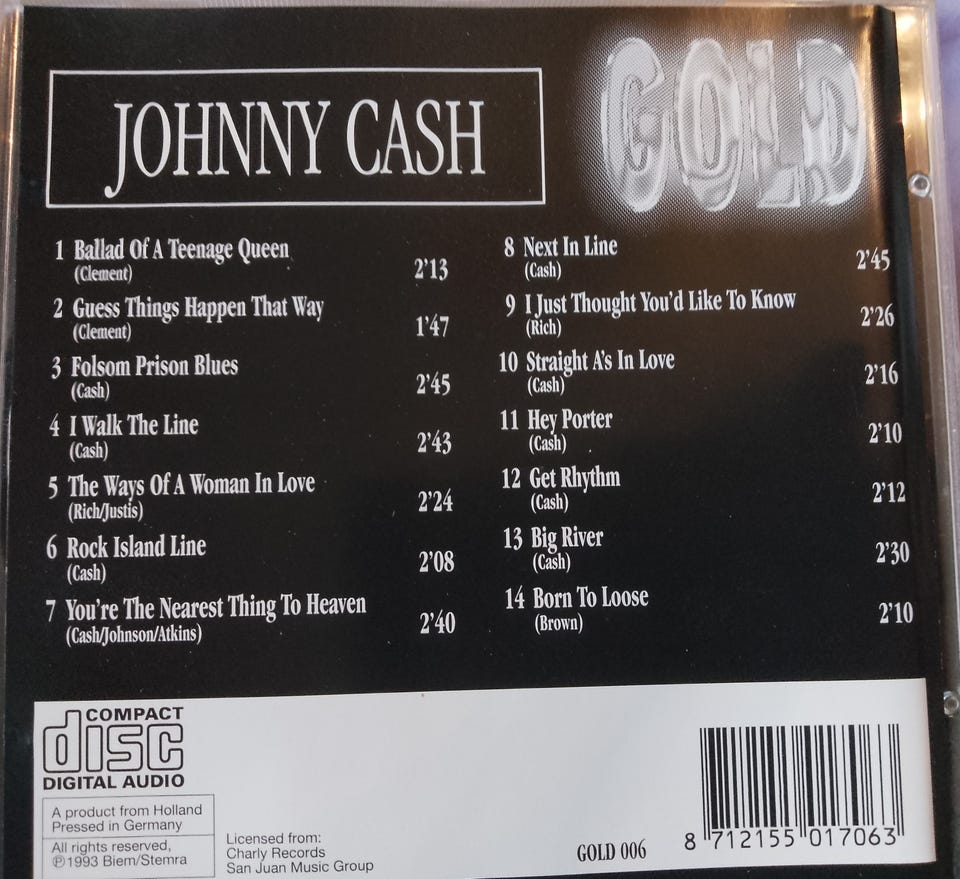 GOLD
JOHNNY CASH
1 Ballad Of A Teenage Queen
(Clement) 2'13
2 Guess Things Happen That Way
(Clement) 1'47
3 Folsom Prison Blues
(Cash) 2'45
4 I Walk The Line
(Cash) 2'43
5 The Ways Of A Woman In Love
(Rich/Justis) 2'24
6 Rock Island Line
(Cash) 2'08
7 You're The Nearest Thing To Heaven
(Cash/Johnson/Atkins) 2'40
8 Next In Line
(Cash) 2'45
9 I Just Thought You'd Like To Know
(Rich) 2'26
10 Straight A's In Love
(Cash) 2'16
11 Hey Porter
(Cash) 2'10
12 Get Rhythm
(Cash) 2'12
13 Big River
(Cash) 2'30
14 Born To Loose
(Brown) 2'10
COMPACT
disc
DIGITAL AUDIO
A product from Holland
Pressed in Germany
All rights reserved,
℗1993 Biem/Stemra
Licensed from:
Charly Records
San Juan Music Group
GOLD 006
8 712155 017063